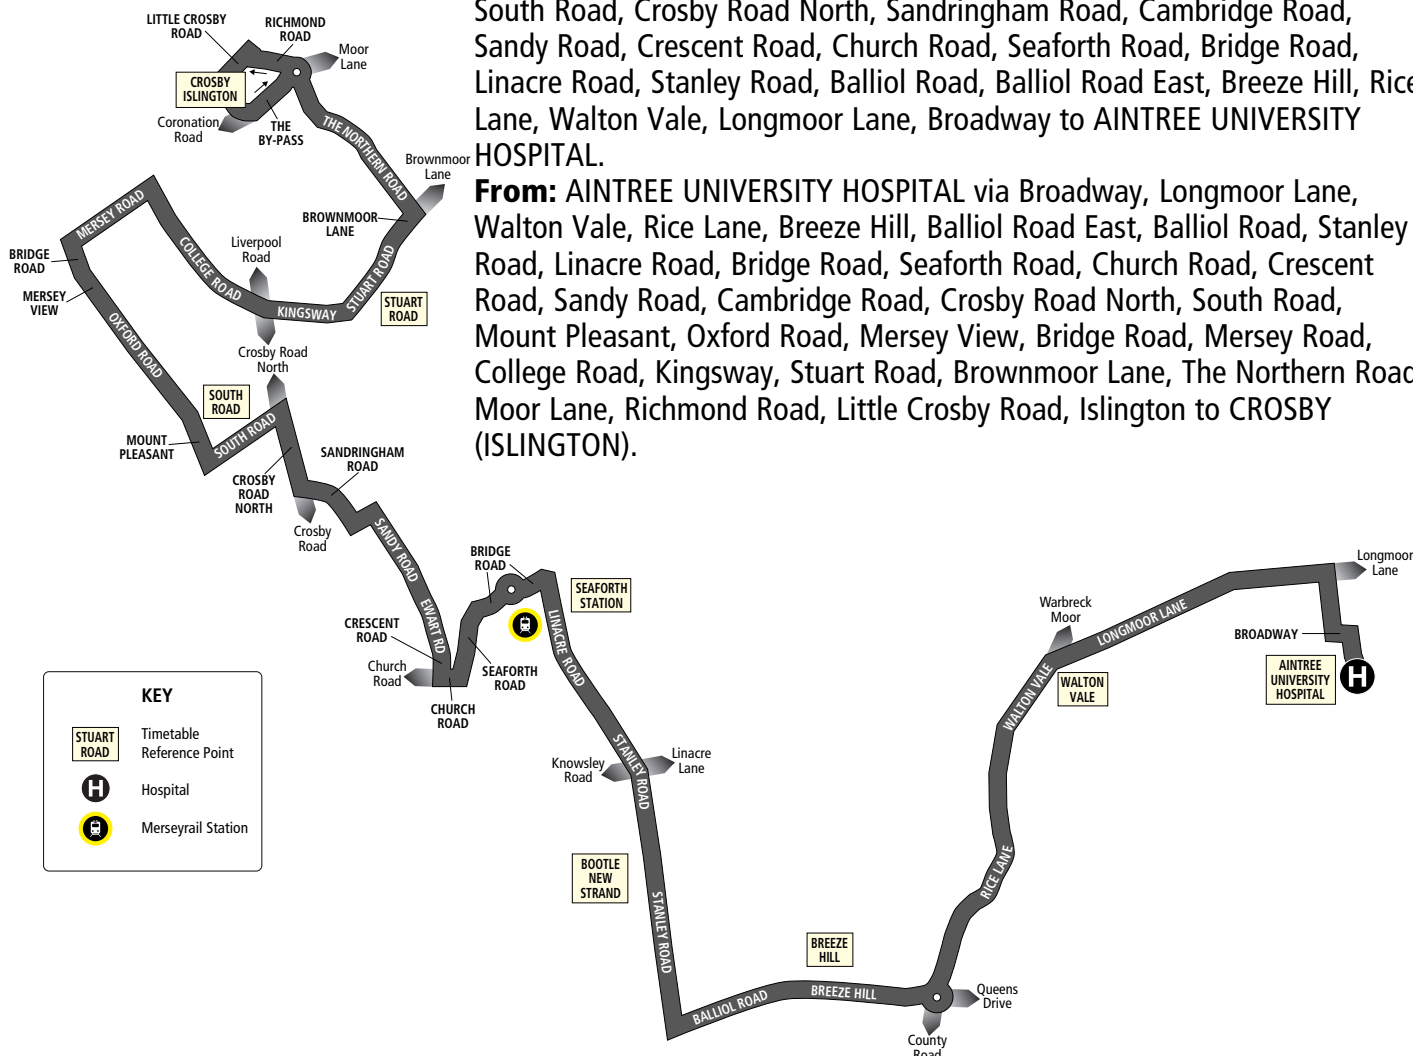 South Road, Crosby Road North, Sandringham Road, Cambridge Road,
Sandy Road, Crescent Road, Church Road, Seaforth Road, Bridge Road,
Linacre Road, Stanley Road, Balliol Road, Balliol Road East, Breeze Hill, Rice
Lane, Walton Vale, Longmoor Lane, Broadway to AINTREE UNIVERSITY
HOSPITAL.
From: AINTREE UNIVERSITY HOSPITAL via Broadway, Longmoor Lane,
Walton Vale, Rice Lane, Breeze Hill, Balliol Road East, Balliol Road, Stanley
Road, Linacre Road, Bridge Road, Seaforth Road, Church Road, Crescent
Road, Sandy Road, Cambridge Road, Crosby Road North, South Road,
Mount Pleasant, Oxford Road, Mersey View, Bridge Road, Mersey Road,
College Road, Kingsway, Stuart Road, Brownmoor Lane, The Northern Road
Moor Lane, Richmond Road, Little Crosby Road, Islington to CROSBY
(ISLINGTON).
LITTLE CROSBY
ROAD
RICHMOND
ROAD
Moor
Lane
CROSBY
ISLINGTON
Coronation
Road
THE
BY-PASS
THE NORTHERN ROAD
Brownmoor
Lane
BROWNMOOR
LANE
MERSEY ROAD
BRIDGE
ROAD
MERSEY
VIEW
COLLEGE ROAD
Liverpool
Road
KINGSWAY
STUART ROAD
STUART
ROAD
OXFORD ROAD
Crosby Road
North
SOUTH
ROAD
SOUTH ROAD
MOUNT
PLEASANT
CROSBY
ROAD
NORTH
SANDRINGHAM
ROAD
Crosby
Road
SANDY ROAD
EWART RD
BRIDGE
ROAD
SEAFORTH
STATION
CRESCENT
ROAD
Church
Road
SEAFORTH
ROAD
CHURCH
ROAD
LINACRE ROAD
STANLEY ROAD
Knowsley
Road
Linacre
Lane
BOOTLE
NEW
STRAND
STANLEY ROAD
BALLIOL ROAD
BREEZE
HILL
BREEZE HILL
Queens
Drive
County
Road
RICE LANE
WALTON VALE
Warbreck
Moor
WALTON
VALE
LONGMOOR LANE
Longmoor
Lane
BROADWAY
AINTREE
UNIVERSITY
HOSPITAL
H
KEY
STUART
ROAD
Timetable
Reference Point
H
Hospital
Merseyrail Station